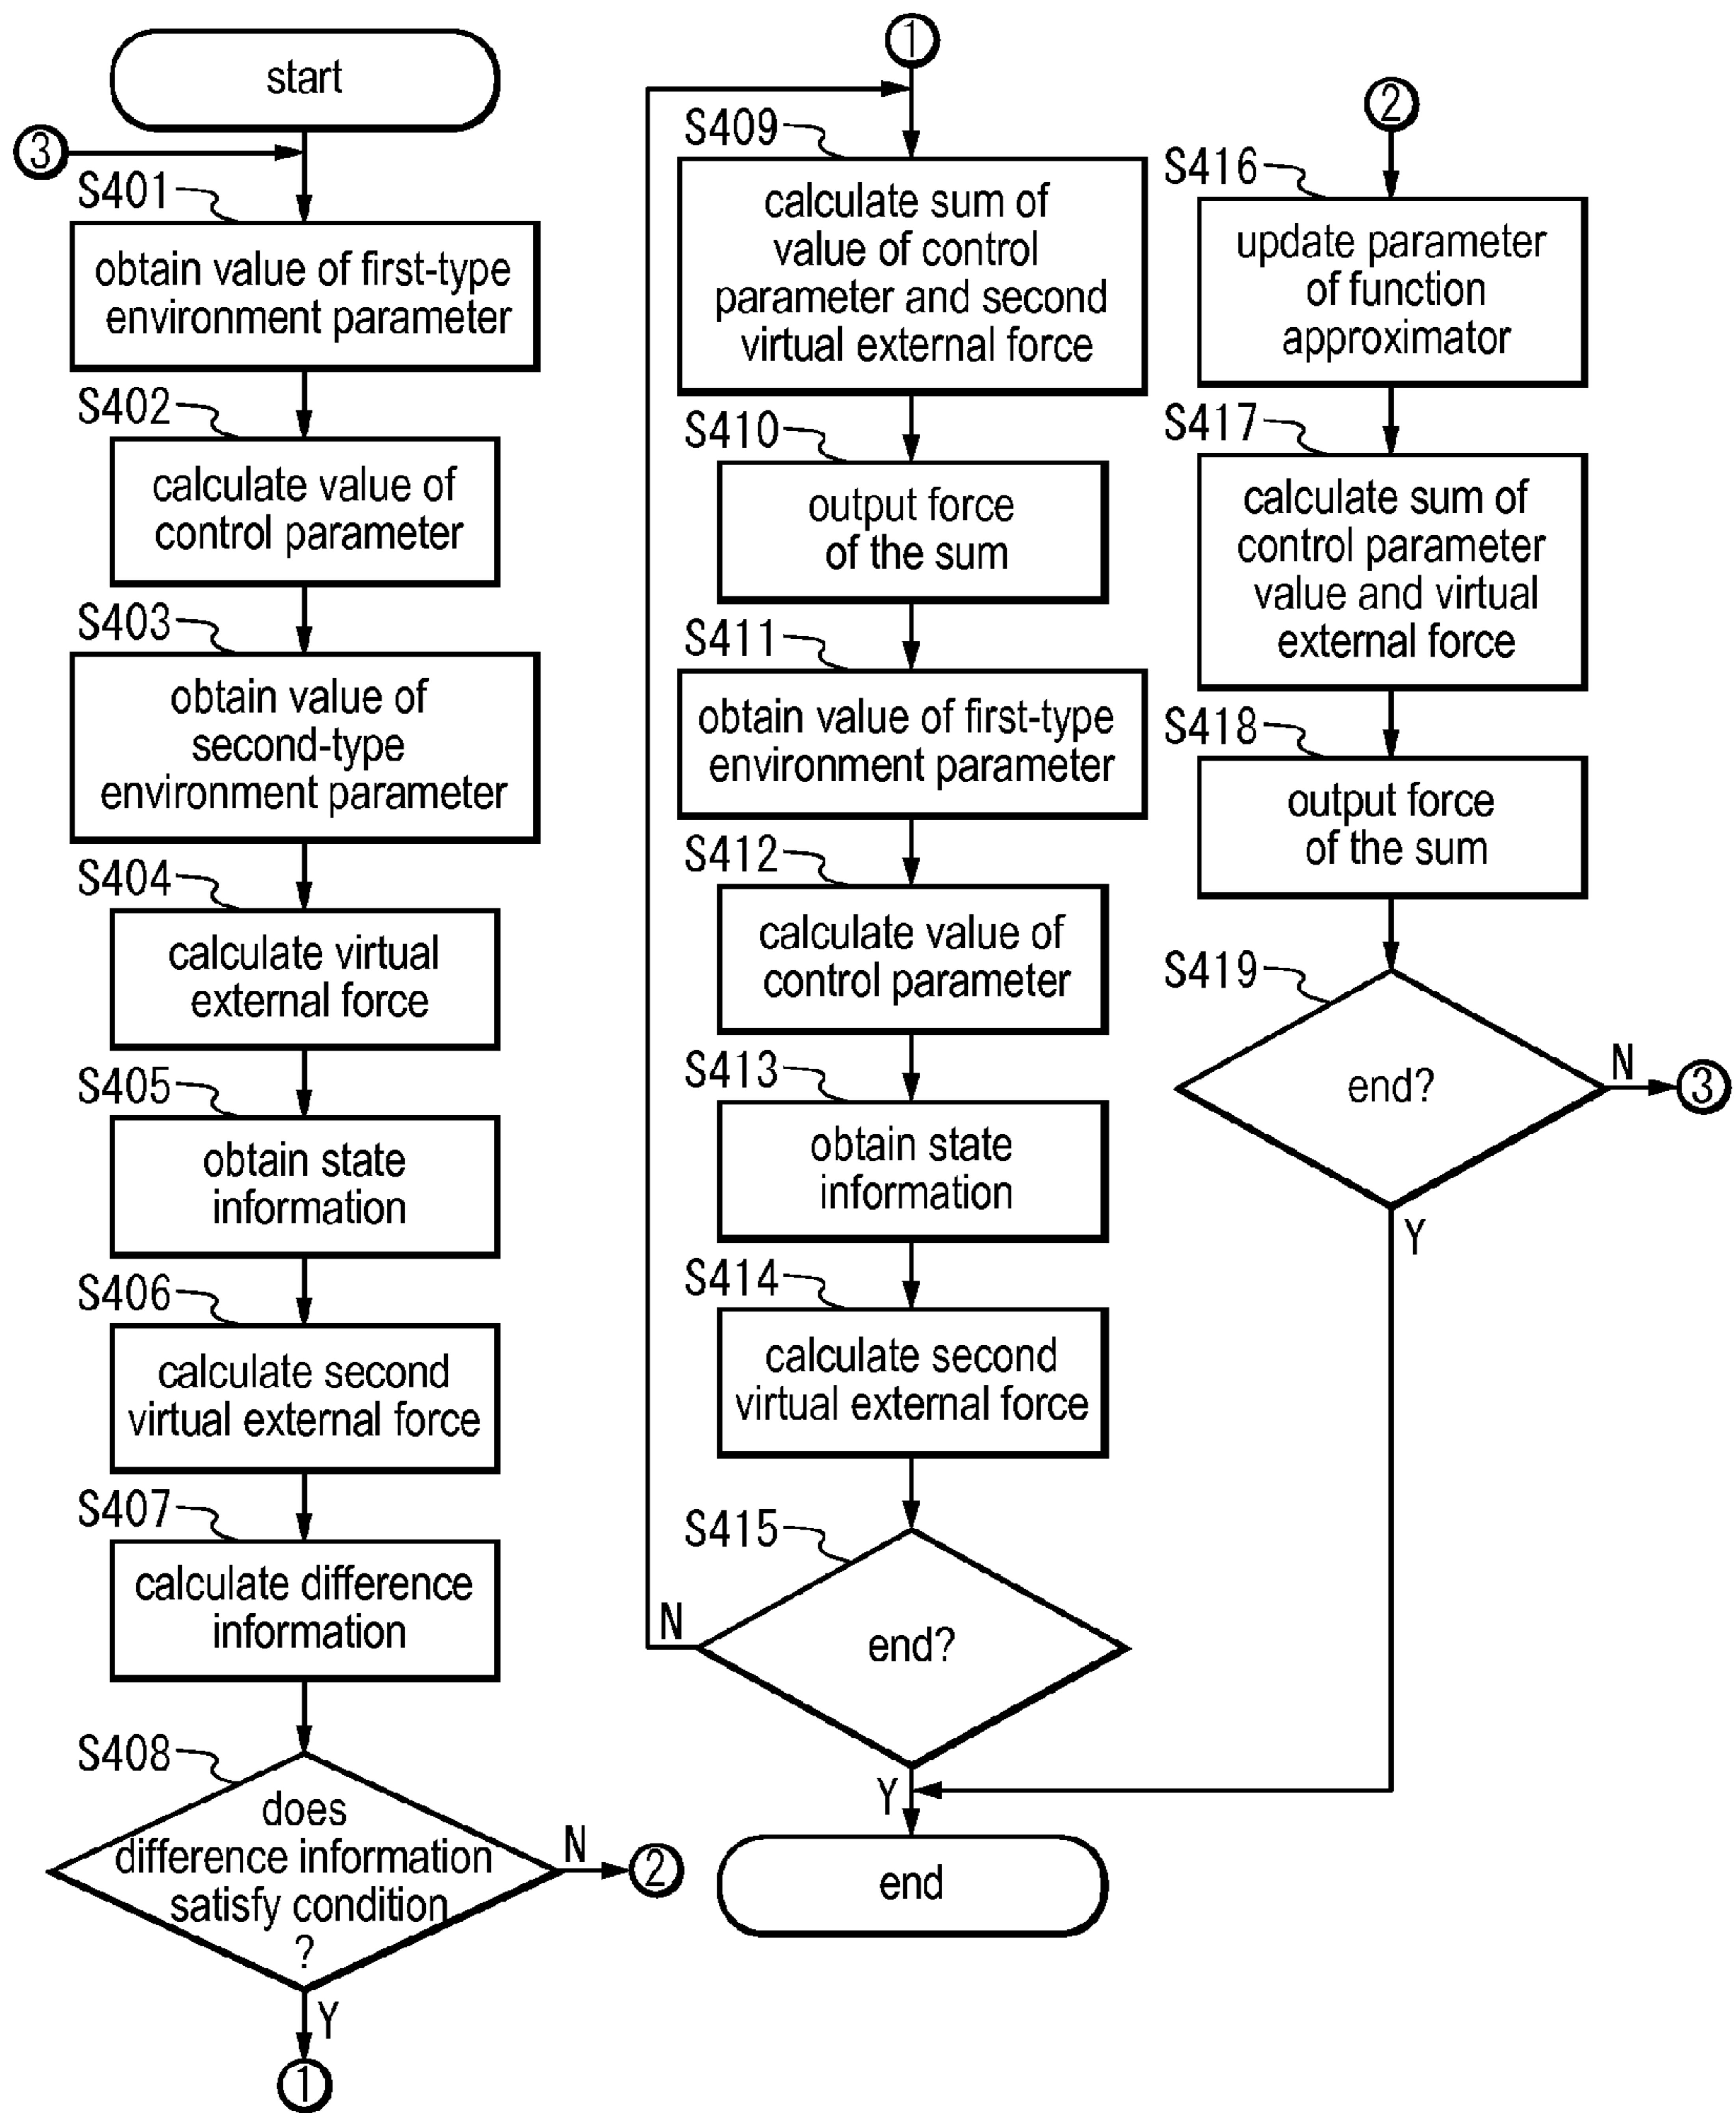 start
3
S401
obtain value of first-type
environment parameter
S402
calculate value of
control parameter
S403
obtain value of
second-type
environment parameter
S404
calculate virtual
external force
S405
obtain state
information
S406
calculate second
virtual external force
S407
calculate difference
information
S408
does
difference information
satisfy condition
?
N
2
Y
1
1
S409
calculate sum of
value of control
parameter and second
virtual external force
S410
output force
of the sum
S411
obtain value of first-type
environment parameter
S412
calculate value of
control parameter
S413
obtain state
information
S414
calculate second
virtual external force
S415
end?
N
Y
end
2
S416
update parameter
of function
approximator
S417
calculate sum of
control parameter
value and virtual
external force
S418
output force
of the sum
S419
end?
N
3
Y